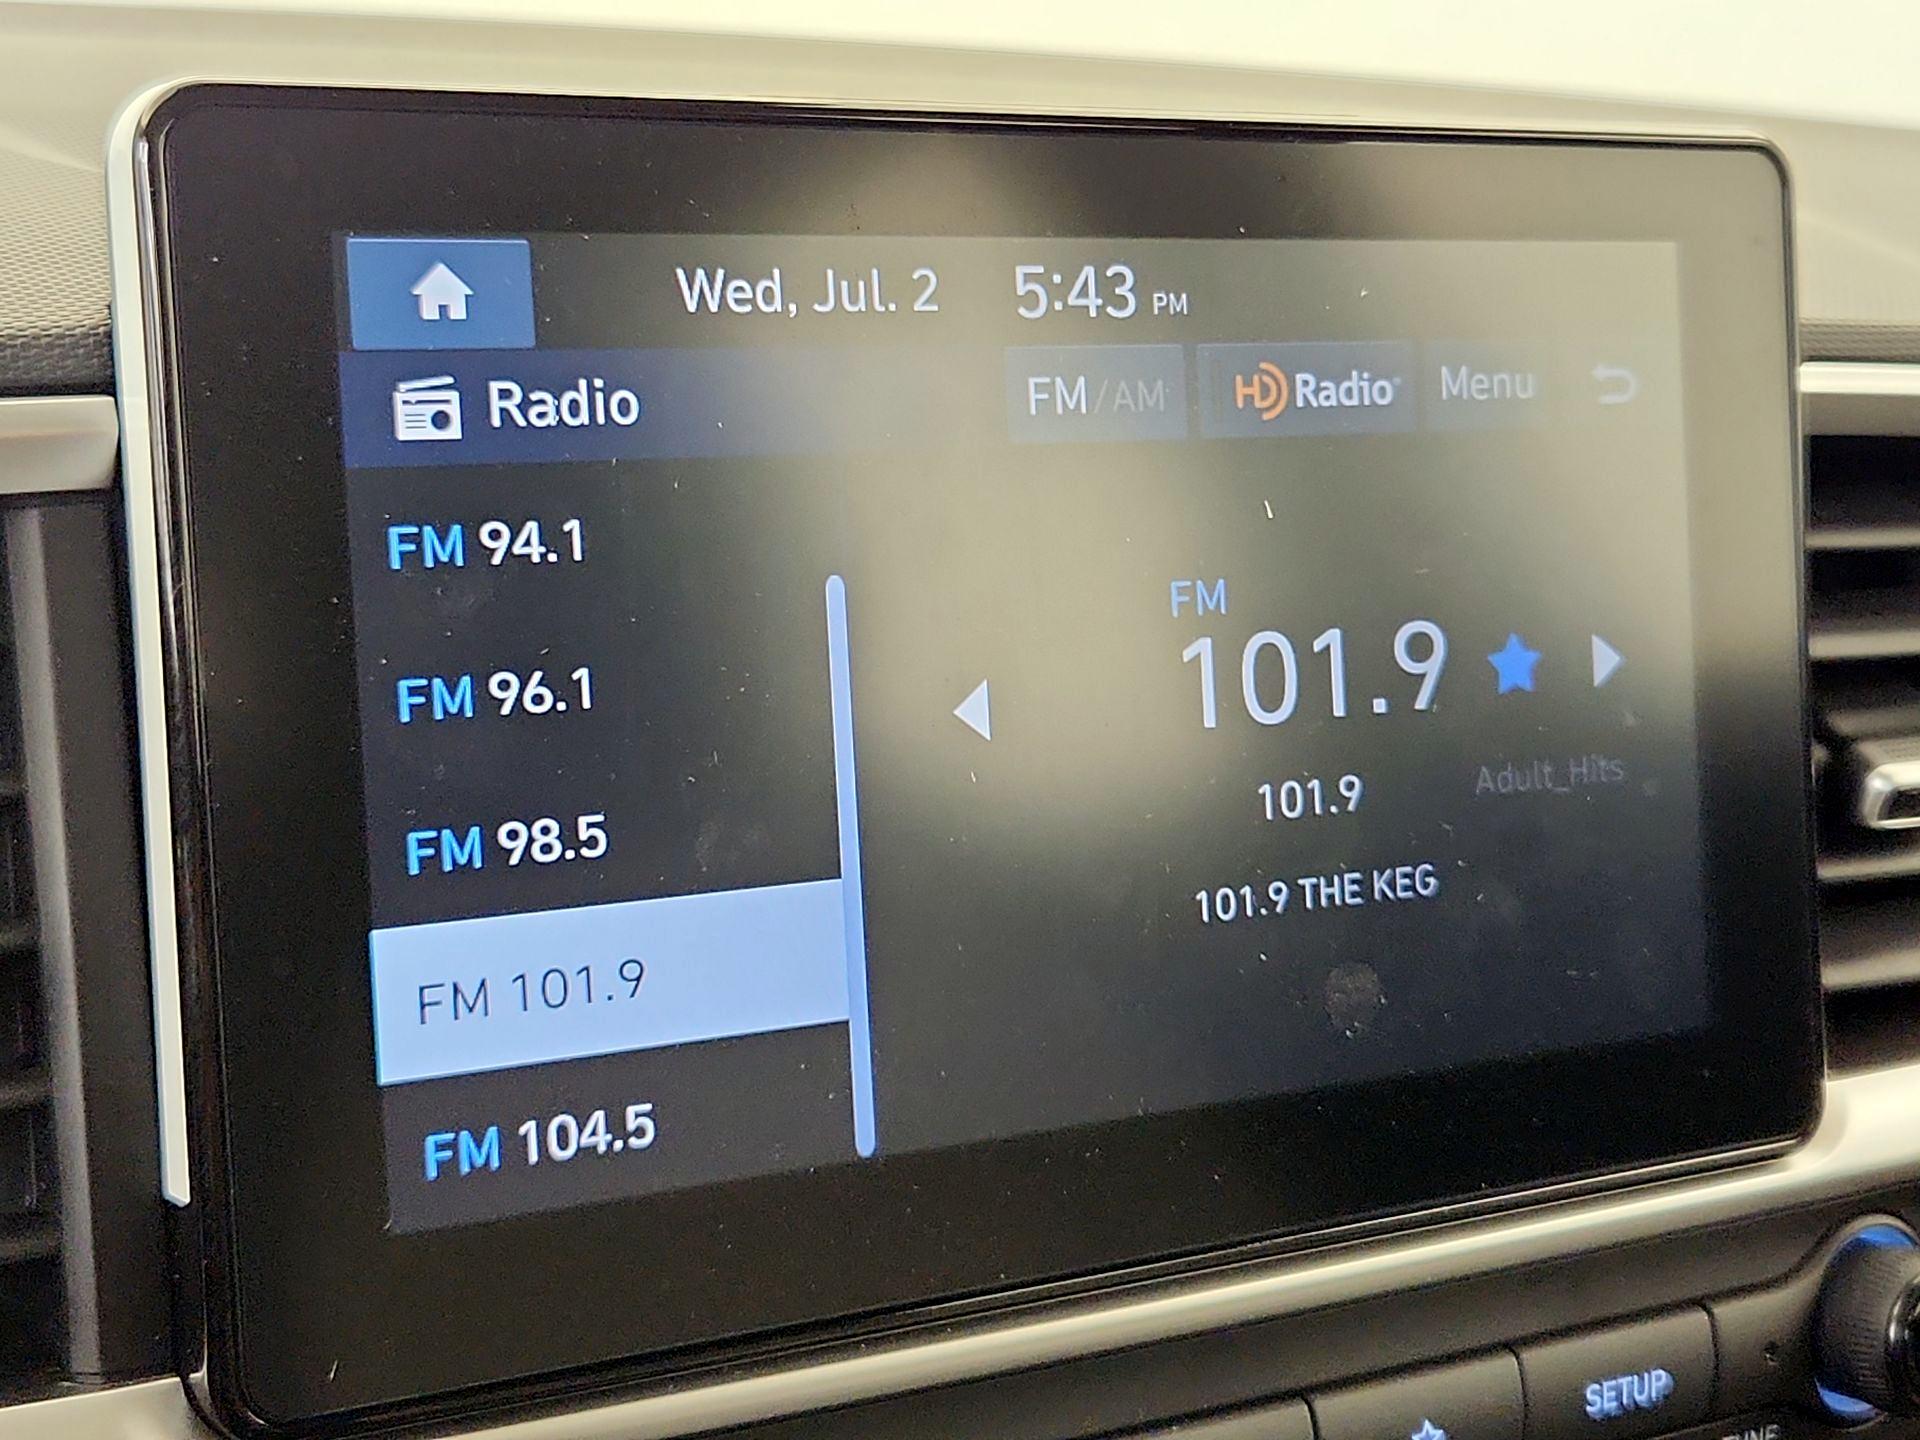 Wed, Jul. 2 5:43 PM
Radio FM/AM HD Radio Menu
FM 94.1
FM 96.1
FM 98.5
FM 101.9
FM 104.5
FM
101.9
101.9 Adult_Hits
101.9 THE KEG
SETUP
TUNE